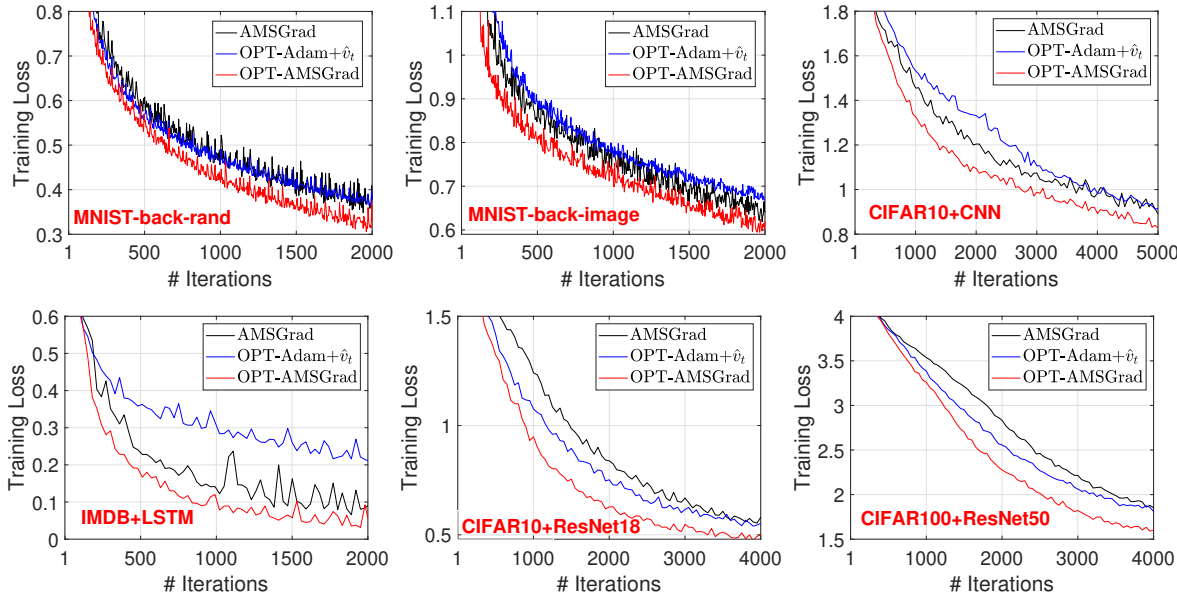 Training Loss
0.8
0.7
0.6
0.5
0.4
0.3
AMSGrad
OPT-Adam+v̂_t
OPT-AMSGrad
MNIST-back-rand
1 500 1000 1500 2000
# Iterations
Training Loss
1.1
1
0.9
0.8
0.7
0.6
AMSGrad
OPT-Adam+v̂_t
OPT-AMSGrad
MNIST-back-image
1 500 1000 1500 2000
# Iterations
Training Loss
1.8
1.6
1.4
1.2
1
0.8
AMSGrad
OPT-Adam+v̂_t
OPT-AMSGrad
CIFAR10+CNN
1 1000 2000 3000 4000 5000
# Iterations
Training Loss
0.6
0.5
0.4
0.3
0.2
0.1
0
AMSGrad
OPT-Adam+v̂_t
OPT-AMSGrad
IMDB+LSTM
1 500 1000 1500 2000
# Iterations
Training Loss
1.5
1
0.5
AMSGrad
OPT-Adam+v̂_t
OPT-AMSGrad
CIFAR10+ResNet18
1 1000 2000 3000 4000
# Iterations
Training Loss
4
3.5
3
2.5
2
1.5
AMSGrad
OPT-Adam+v̂_t
OPT-AMSGrad
CIFAR100+ResNet50
1 1000 2000 3000 4000
# Iterations